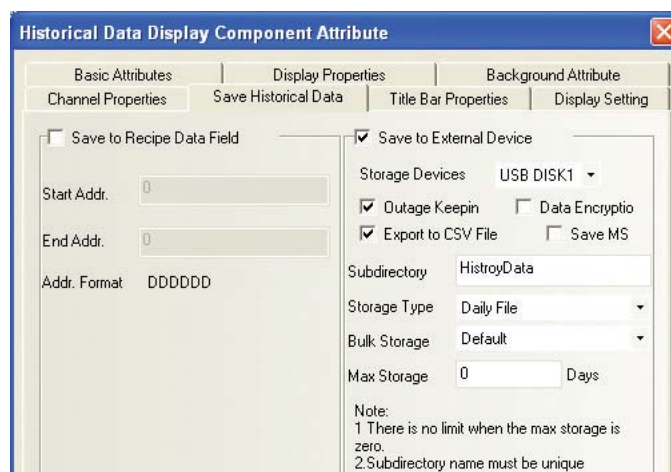 Historical Data Display Component Attribute
Basic Attributes Display Properties Background Attribute
Channel Properties Save Historical Data Title Bar Properties Display Setting
Save to Recipe Data Field
Start Addr. 0
End Addr. 0
Addr. Format DDDDDD
Save to External Device
Storage Devices USB DISK1
Outage Keepin Data Encryptio
Export to CSV File Save MS
Subdirectory HistroyData
Storage Type Daily File
Bulk Storage Default
Max Storage 0 Days
Note:
1 There is no limit when the max storage is
zero.
2.Subdirectory name must be unique